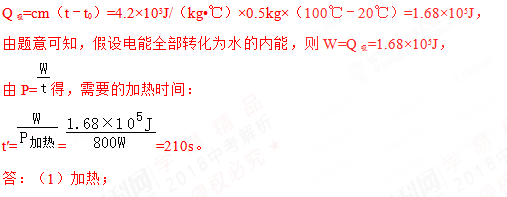 Q吸=cm（t﹣t₀）=4.2×10³J/（kg•℃）×0.5kg×（100℃﹣20℃）=1.68×10⁵J，
由题意可知，假设电能全部转化为水的内能，则 W=Q吸=1.68×10⁵J，
由 P=W/t得，需要的加热时间：
t′=W/P加热=1.68×10⁵J/800W=210s。
答：（1）加热；